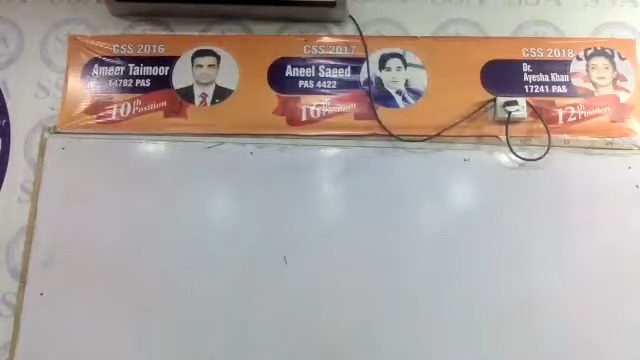 CSS 2016
Ameer Taimoor
14782 PAS
10th Position
CSS 2017
Aneel Saeed
PAS 4422
16th Position
CSS 2018
Dr.
Ayesha Khan
17241 PAS
12th Position